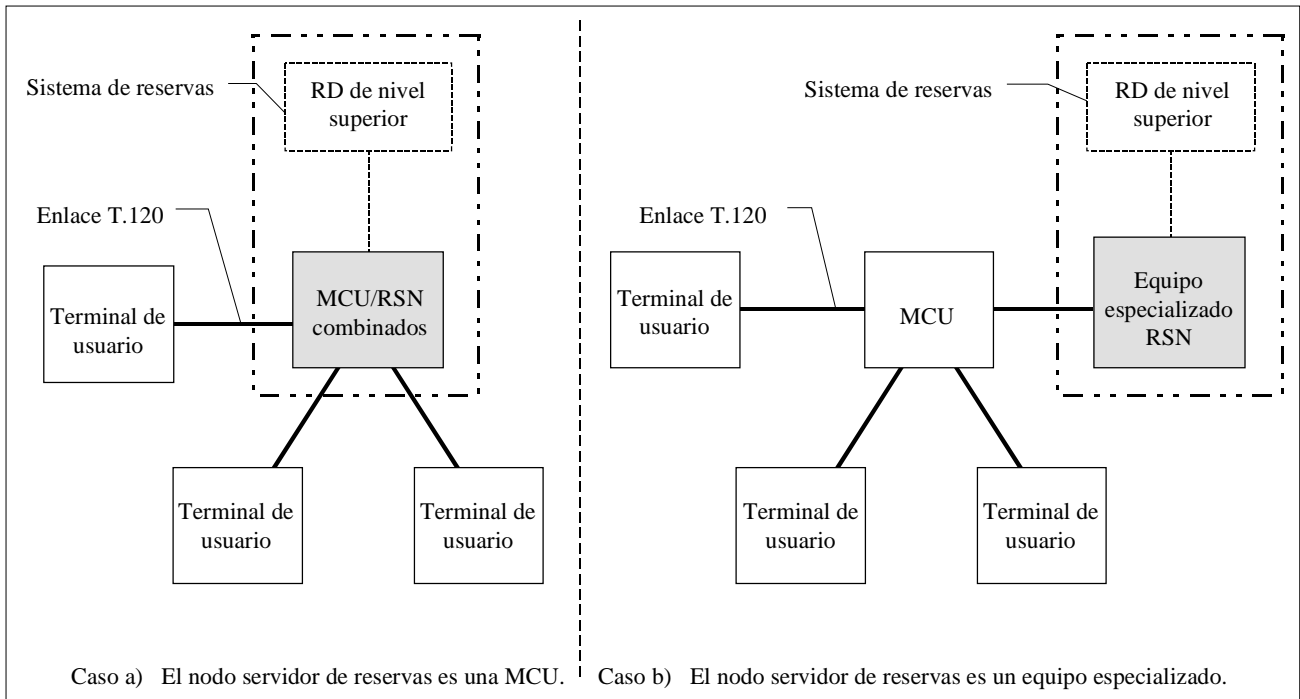 Sistema de reservas
RD de nivel
superior
Enlace T.120
Terminal de
usuario
MCU/RSN
combinados
Terminal de
usuario
Terminal de
usuario
Caso a) El nodo servidor de reservas es una MCU.
Sistema de reservas
RD de nivel
superior
Enlace T.120
Terminal de
usuario
MCU
Equipo
especializado
RSN
Terminal de
usuario
Terminal de
usuario
Caso b) El nodo servidor de reservas es un equipo especializado.